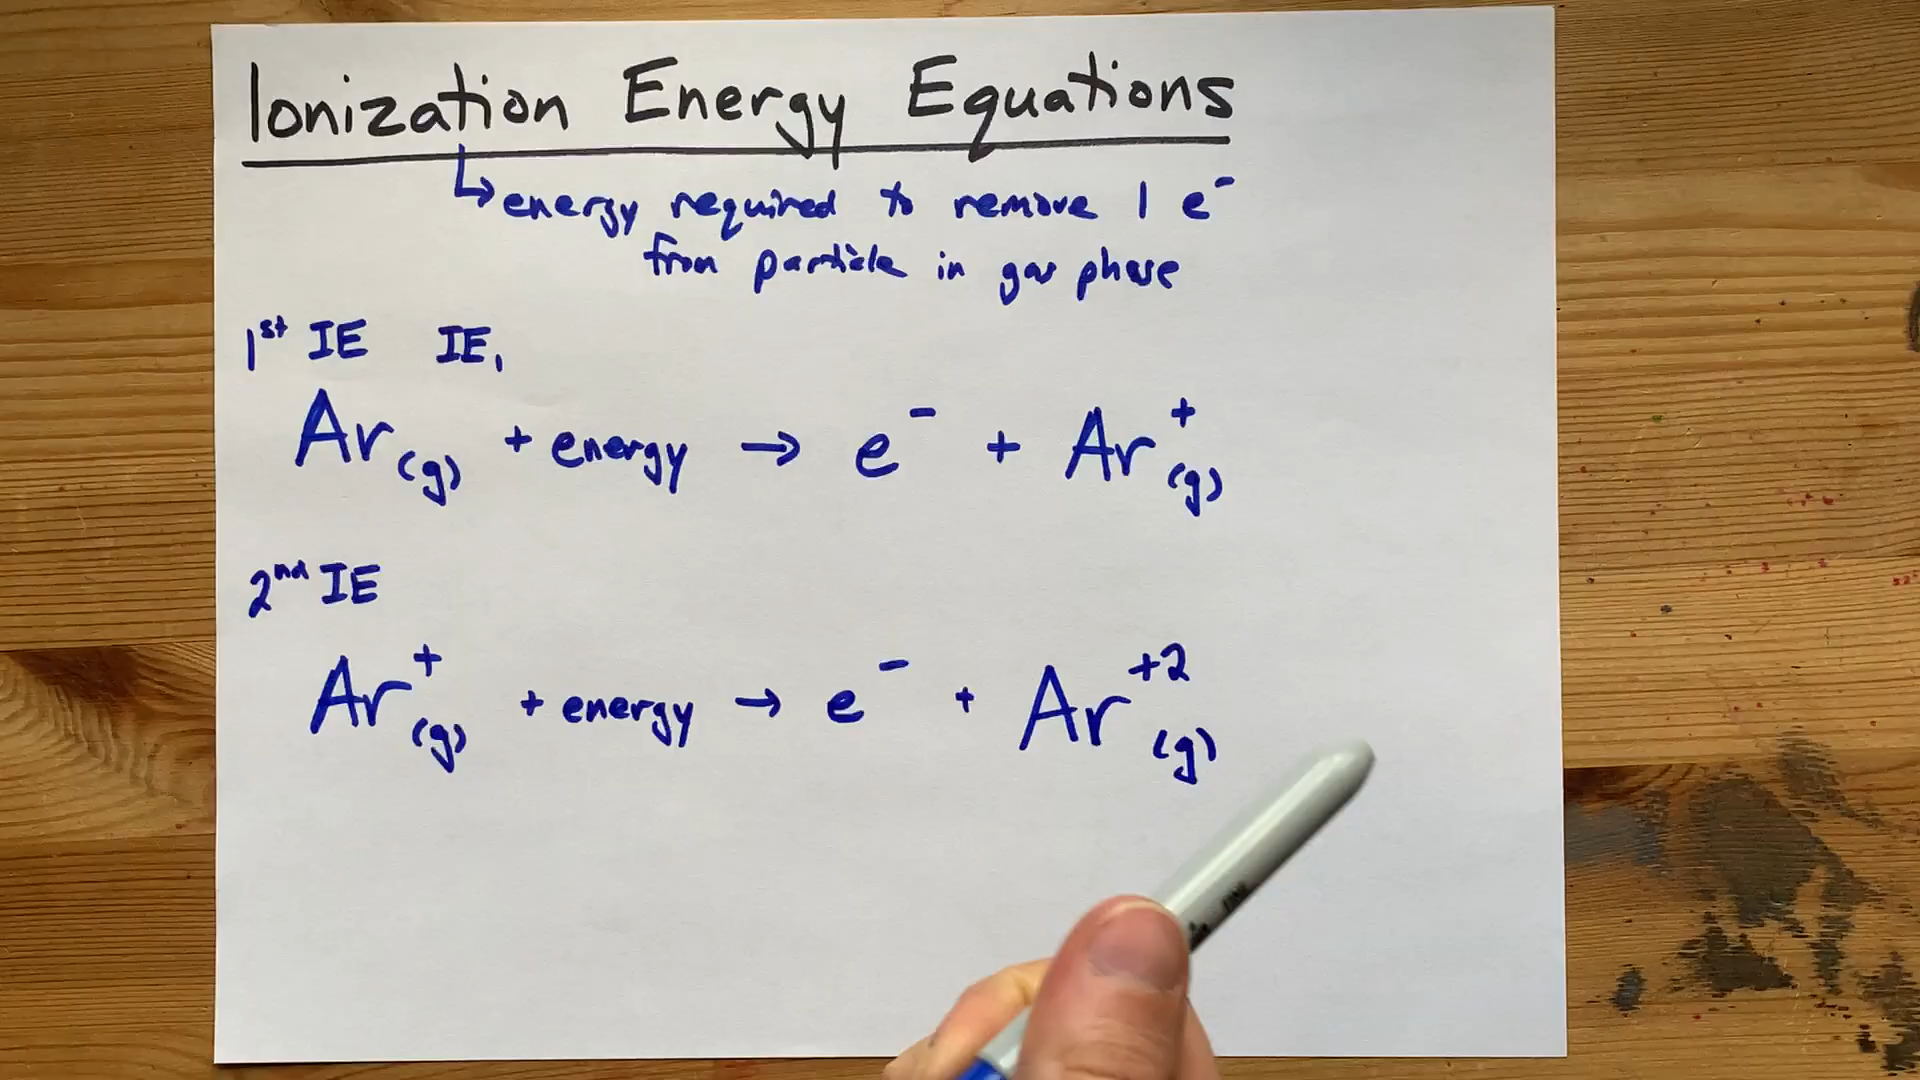 Ionization Energy Equations
↳ energy required to remove 1 e⁻
from particle in gas phase
1ˢᵗ IE IE₁
Ar(g) + energy → e⁻ + Ar⁺(g)
2ⁿᵈ IE
Ar⁺(g) + energy → e⁻ + Ar⁺²(g)